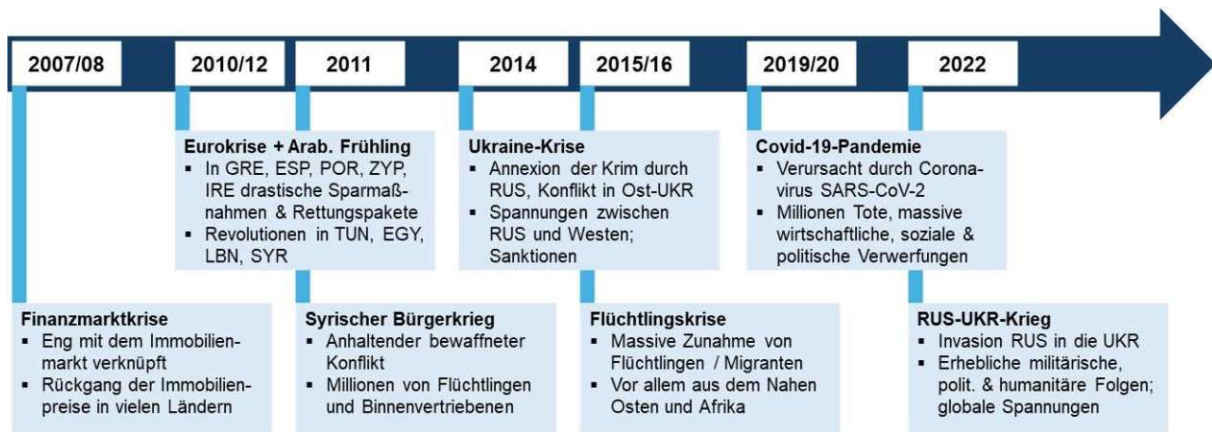 2007/08
2010/12
2011
2014
2015/16
2019/20
2022
Eurokrise + Arab. Frühling
▪ In GRE, ESP, POR, ZYP,
IRE drastische Sparmaß-
nahmen & Rettungspakete
▪ Revolutionen in TUN, EGY,
LBN, SYR
Ukraine-Krise
▪ Annexion der Krim durch
RUS, Konflikt in Ost-UKR
▪ Spannungen zwischen
RUS und Westen;
Sanktionen
Covid-19-Pandemie
▪ Verursacht durch Corona-
virus SARS-CoV-2
▪ Millionen Tote, massive
wirtschaftliche, soziale &
politische Verwerfungen
Finanzmarktkrise
▪ Eng mit dem Immobilien-
markt verknüpft
▪ Rückgang der Immobilien-
preise in vielen Ländern
Syrischer Bürgerkrieg
▪ Anhaltender bewaffneter
Konflikt
▪ Millionen von Flüchtlingen
und Binnenvertriebenen
Flüchtlingskrise
▪ Massive Zunahme von
Flüchtlingen / Migranten
▪ Vor allem aus dem Nahen
Osten und Afrika
RUS-UKR-Krieg
▪ Invasion RUS in die UKR
▪ Erhebliche militärische,
polit. & humanitäre Folgen;
globale Spannungen